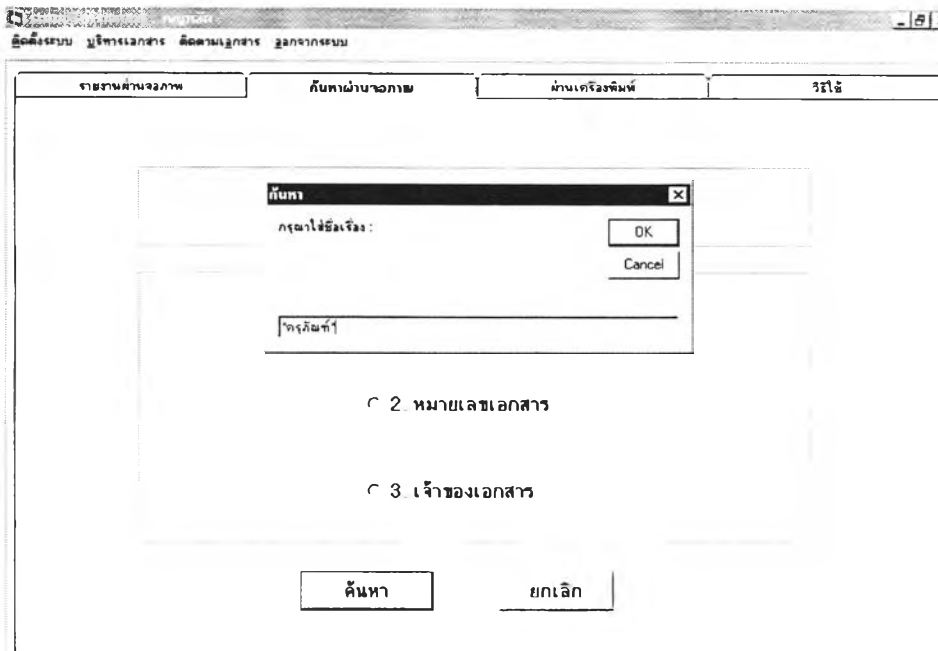 ติดตั้งระบบ บริหารเอกสาร ติดตามเอกสาร ออกจากระบบ
รายงานผ่านจอภาพ ค้นหาผ่านจอภาพ ผ่านเครื่องพิมพ์ วิธีใช้
ค้นหา
กรุณาใส่ชื่อเรื่อง :
OK
Cancel
"ครุภัณฑ์"
2. หมายเลขเอกสาร
3. เจ้าของเอกสาร
ค้นหา ยกเลิก